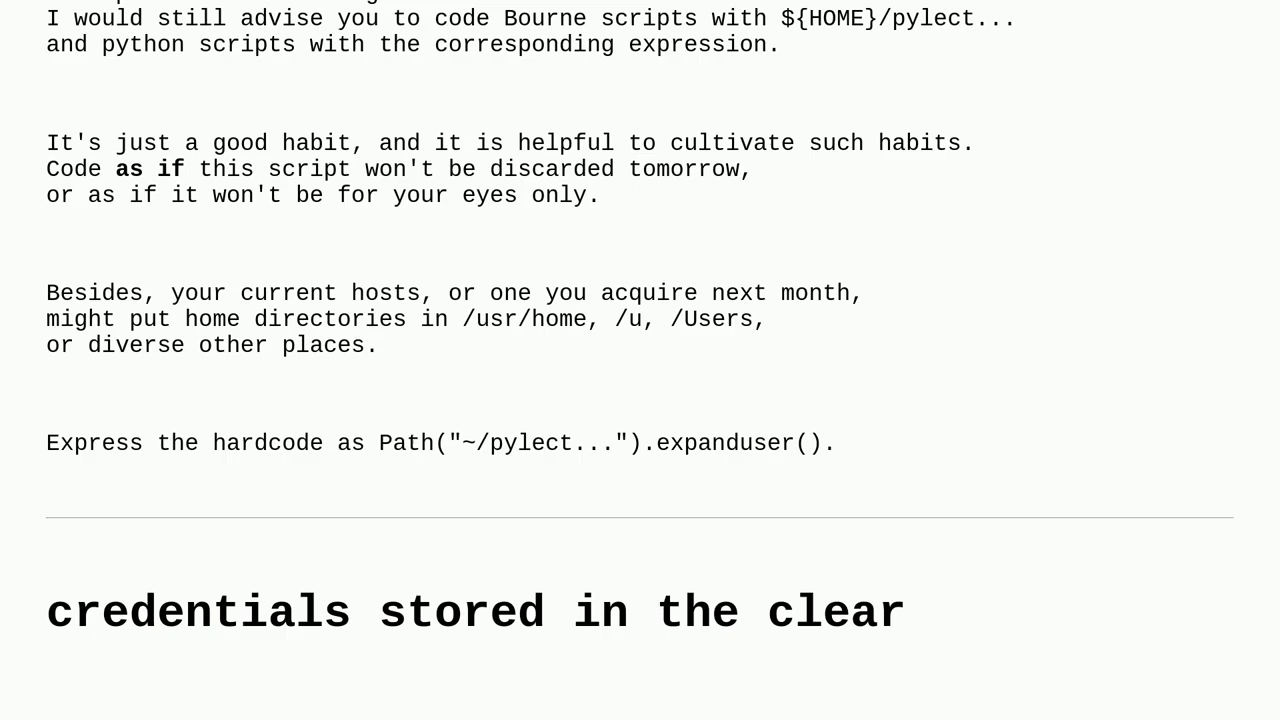 I would still advise you to code Bourne scripts with ${HOME}/pylect...
and python scripts with the corresponding expression.
It's just a good habit, and it is helpful to cultivate such habits.
Code as if this script won't be discarded tomorrow,
or as if it won't be for your eyes only.
Besides, your current hosts, or one you acquire next month,
might put home directories in /usr/home, /u, /Users,
or diverse other places.
Express the hardcode as Path("~/pylect...").expanduser().
credentials stored in the clear